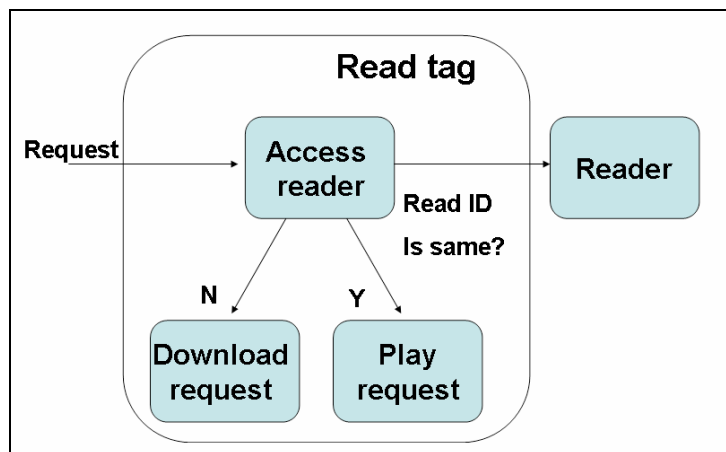 Read tag
Request
Access
reader
Reader
Read ID
Is same?
N
Y
Download
request
Play
request